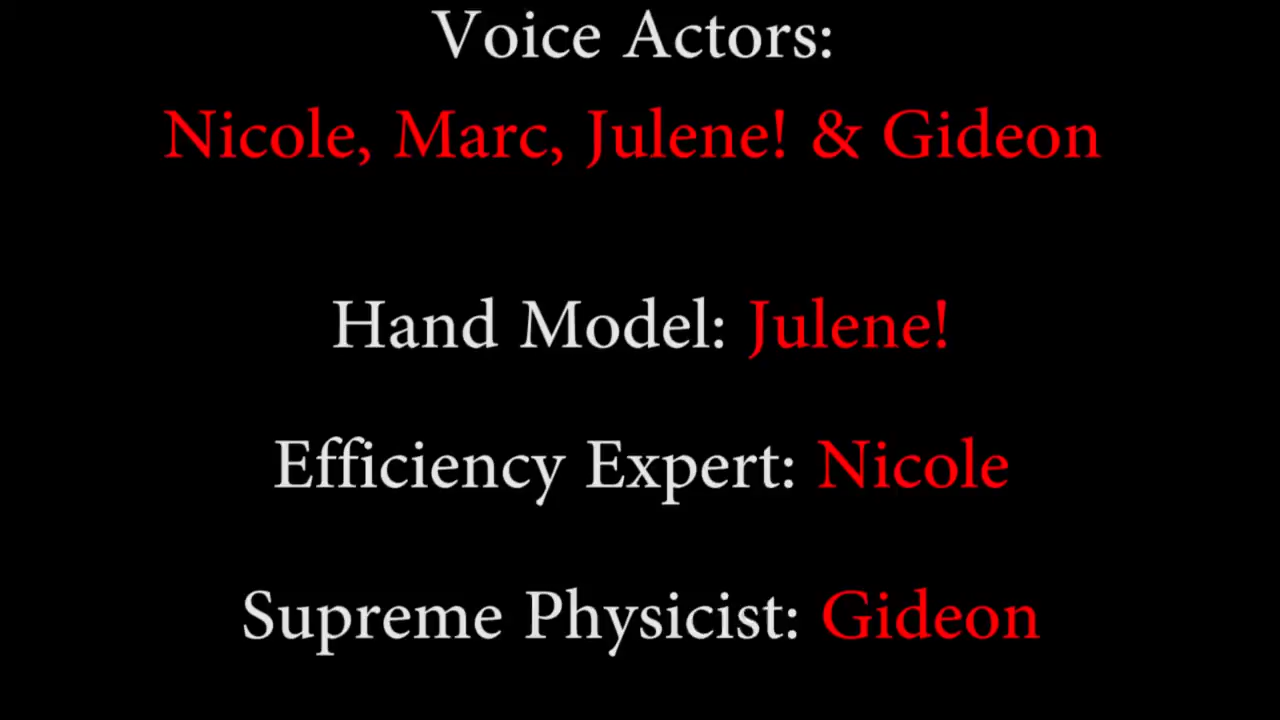 Voice Actors:
Nicole, Marc, Julene! & Gideon
Hand Model: Julene!
Efficiency Expert: Nicole
Supreme Physicist: Gideon